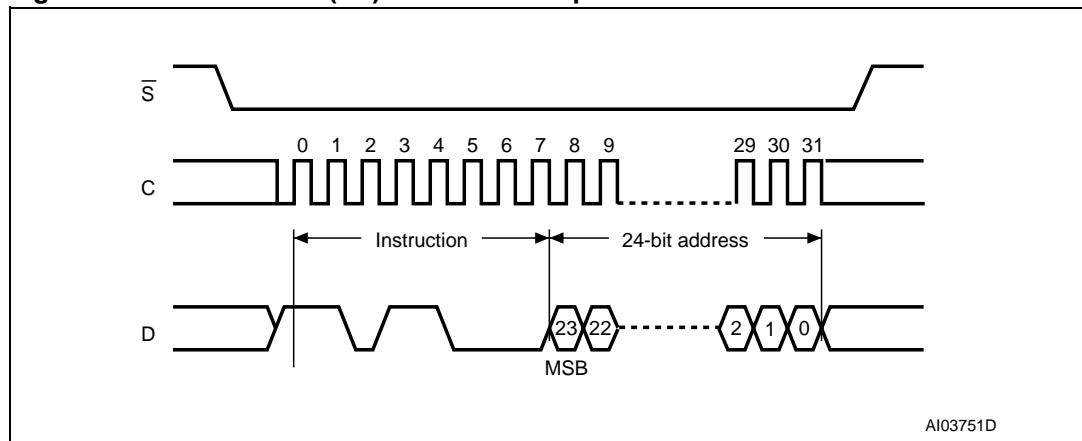 S
0 1 2 3 4 5 6 7 8 9 29 30 31
C
Instruction 24-bit address
D 23 22 2 1 0
MSB
AI03751D